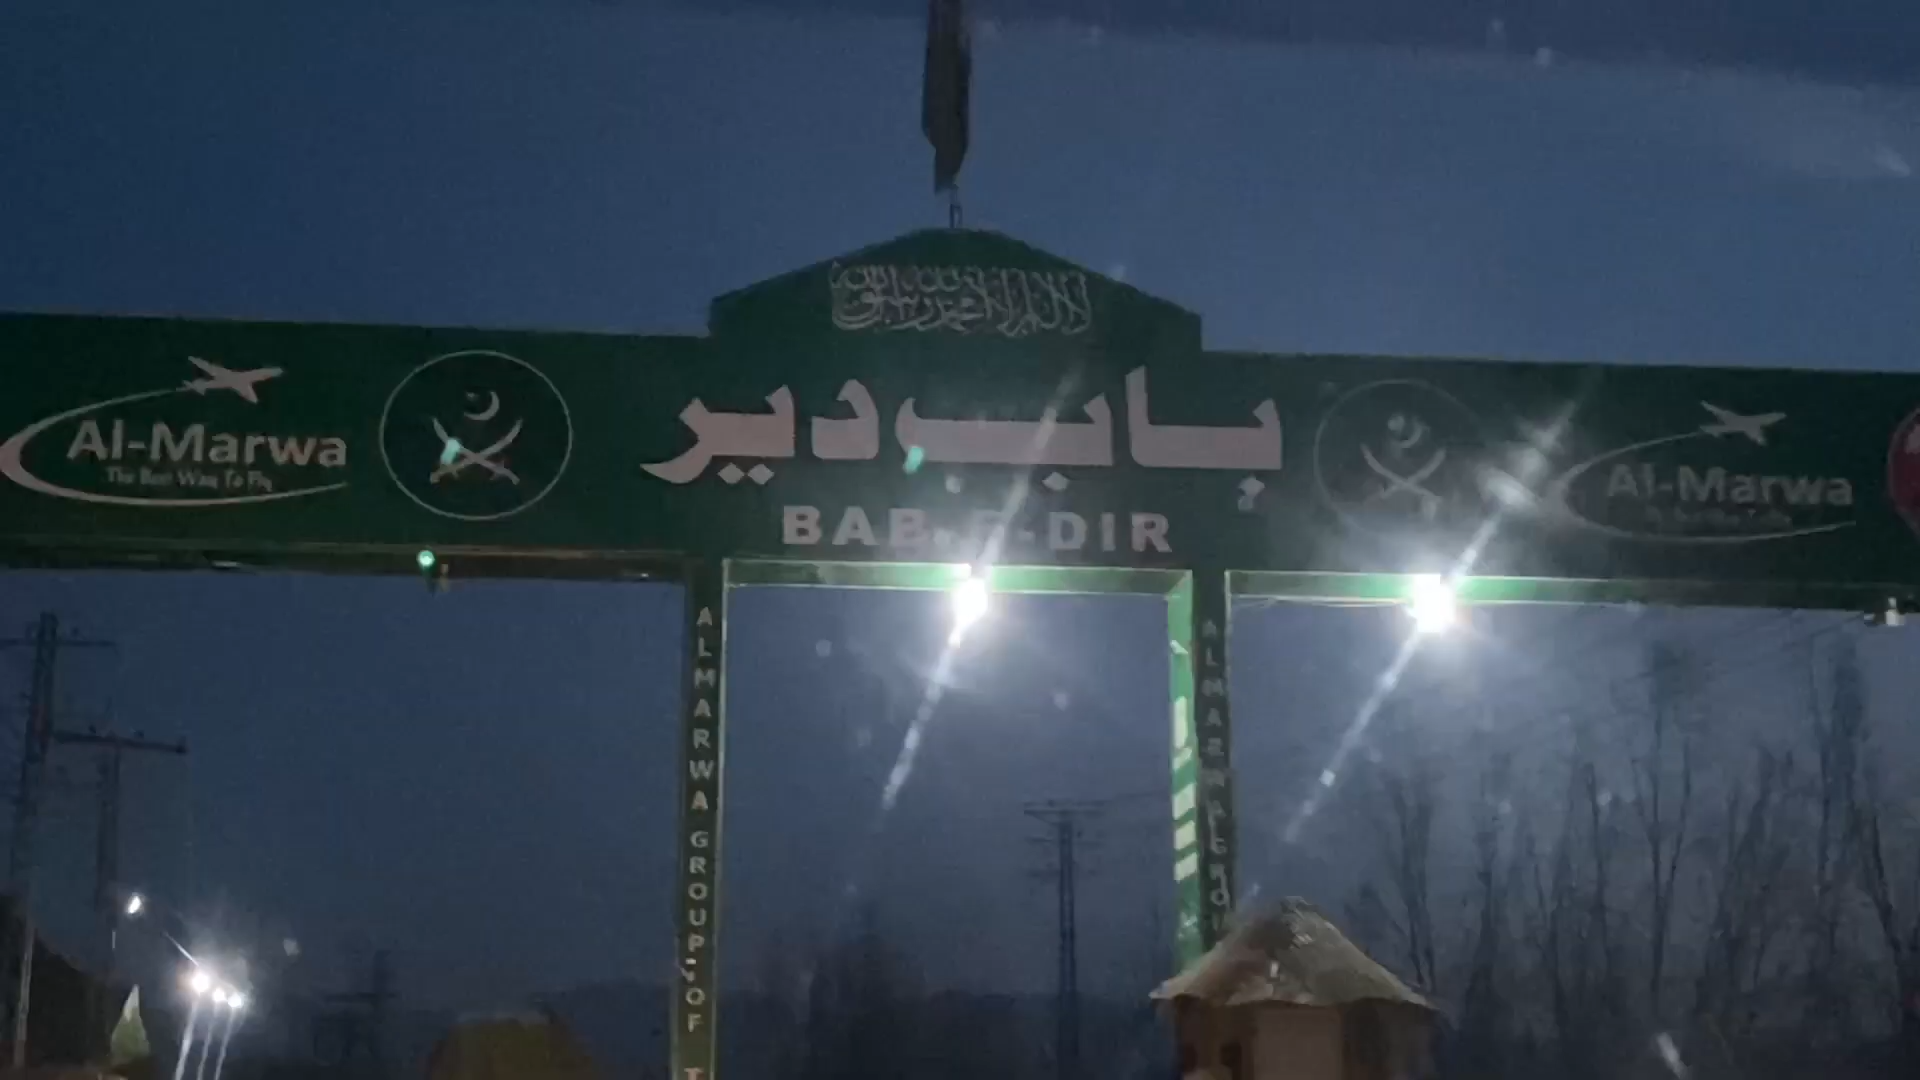 لا إله إلا الله محمد رسول الله
Al-Marwa
The Best Way To Fly
باب دیر
BAB-E-DIR
Al-Marwa
ALMARWA GROUP OF